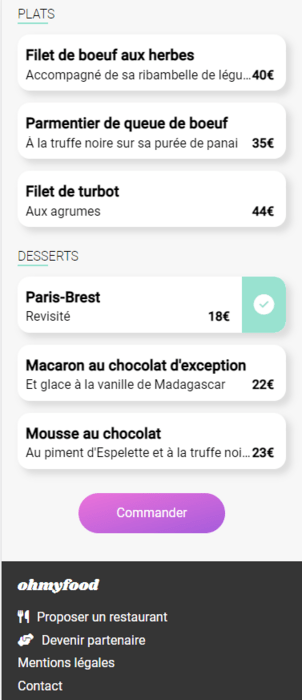 PLATS
Filet de boeuf aux herbes
Accompagné de sa ribambelle de légu... 40€
Parmentier de queue de boeuf
À la truffe noire sur sa purée de panai 35€
Filet de turbot
Aux agrumes 44€
DESSERTS
Paris-Brest
Revisité 18€
Macaron au chocolat d'exception
Et glace à la vanille de Madagascar 22€
Mousse au chocolat
Au piment d'Espelette et à la truffe noi... 23€
Commander
ohmyfood
Proposer un restaurant
Devenir partenaire
Mentions légales
Contact